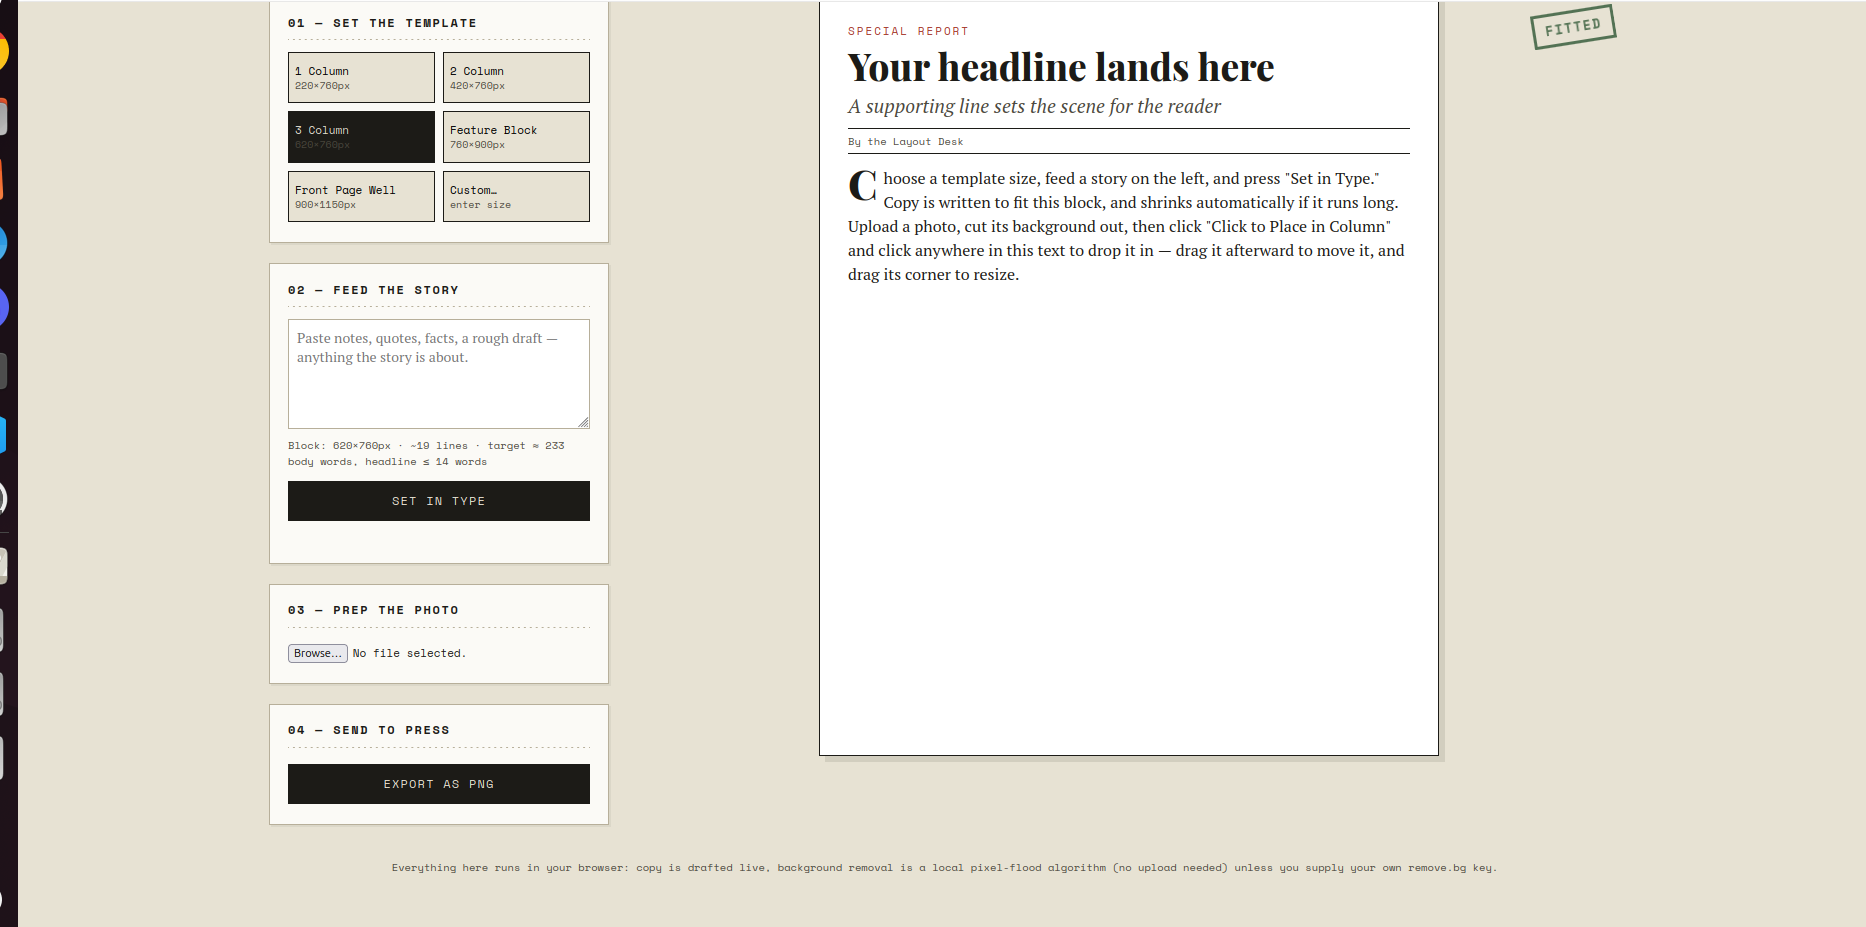 01 — SET THE TEMPLATE
1 Column
220×760px
2 Column
420×760px
3 Column
620×760px
Feature Block
760×900px
Front Page Well
900×1150px
Custom…
enter size
02 — FEED THE STORY
Paste notes, quotes, facts, a rough draft —
anything the story is about.
Block: 620×760px · ~19 lines · target ≈ 233
body words, headline ≤ 14 words
SET IN TYPE
03 — PREP THE PHOTO
Browse... No file selected.
04 — SEND TO PRESS
EXPORT AS PNG
SPECIAL REPORT
Your headline lands here
A supporting line sets the scene for the reader
By the Layout Desk
Choose a template size, feed a story on the left, and press "Set in Type."
Copy is written to fit this block, and shrinks automatically if it runs long.
Upload a photo, cut its background out, then click "Click to Place in Column"
and click anywhere in this text to drop it in — drag it afterward to move it, and
drag its corner to resize.
FITTED
Everything here runs in your browser: copy is drafted live, background removal is a local pixel-flood algorithm (no upload needed) unless you supply your own remove.bg key.